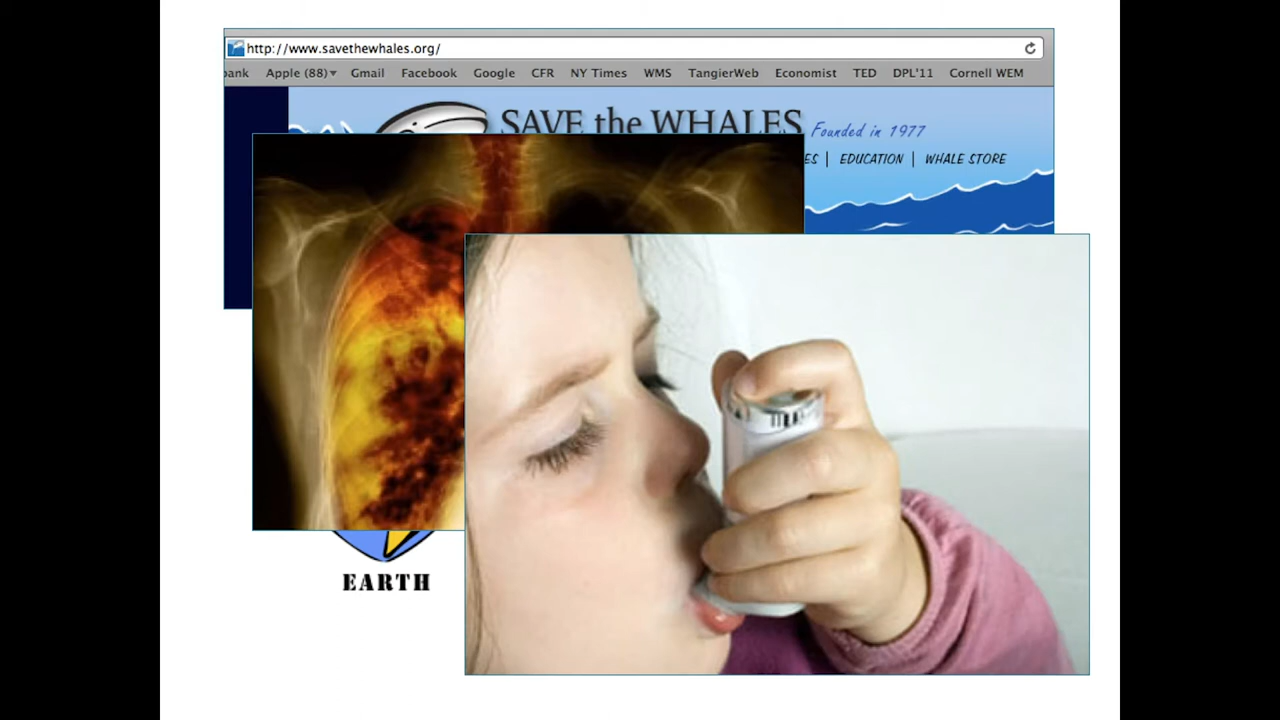 http://www.savethewhales.org/
bank Apple (88)▾ Gmail Facebook Google CFR NY Times WMS TangierWeb Economist TED DPL'11 Cornell WEM
SAVE the WHALES Founded in 1977
ES | EDUCATION | WHALE STORE
EARTH